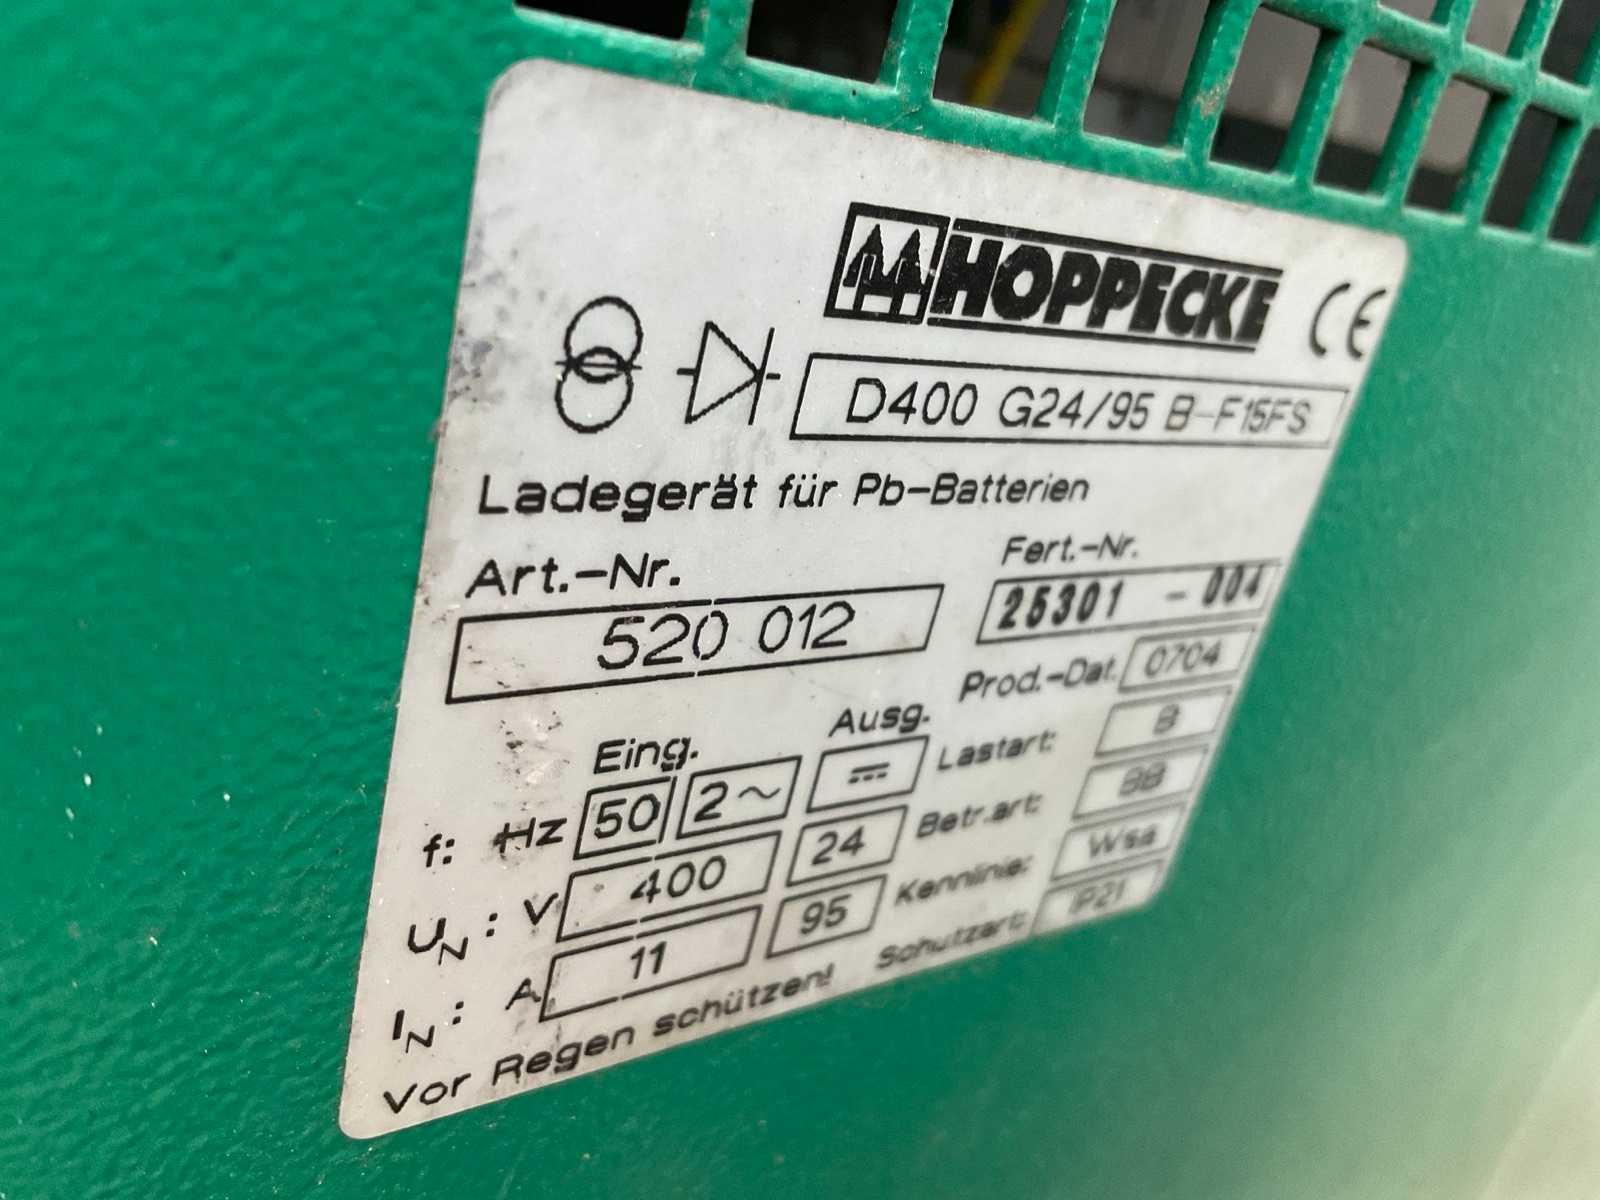 HOPPECKE CE
D400 G24/95 B-F15FS
Ladegerät für Pb-Batterien
Art.-Nr. Fert.-Nr.
520 012 25301 - 004
Prod.-Dat. 0704
Eing. Ausg. Lastart: B
f: Hz 50 2~ ⎓ Betr.art: BB
U_N: V 400 24 Kennlinie: Wsa
I_N: A 11 95 Schutzart: IP21
Vor Regen schützen!